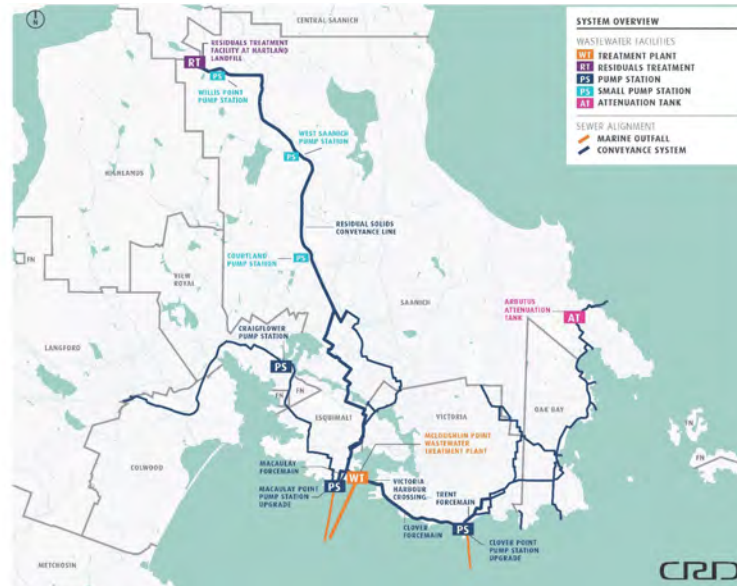 N
CENTRAL SAANICH
RESIDUALS TREATMENT
FACILITY AT HARTLAND
LANDFILL
RT
PS
WILLIS POINT
PUMP STATION
WEST SAANICH
PUMP STATION
PS
HIGHLANDS
RESIDUAL SOLIDS
CONVEYANCE LINE
FN
COURTLAND
PUMP STATION
PS
VIEW
ROYAL
SAANICH
ARBUTUS
ATTENUATION
TANK
AT
CRAIGFLOWER
PUMP STATION
LANGFORD
PS
FN
FN
ESQUIMALT
VICTORIA
OAK BAY
FN
COLWOOD
MCLOUGHLIN POINT
WASTEWATER
TREATMENT PLANT
MACAULAY
FORCEMAIN
WT
PS
MACAULAY POINT
PUMP STATION
UPGRADE
VICTORIA
HARBOUR
CROSSING
TRENT
FORCEMAIN
CLOVER
FORCEMAIN
PS
CLOVER POINT
PUMP STATION
UPGRADE
METCHOSIN
SYSTEM OVERVIEW
WASTEWATER FACILITIES
WT TREATMENT PLANT
RT RESIDUALS TREATMENT
PS PUMP STATION
PS SMALL PUMP STATION
AT ATTENUATION TANK
SEWER ALIGNMENT
MARINE OUTFALL
CONVEYANCE SYSTEM
CRD